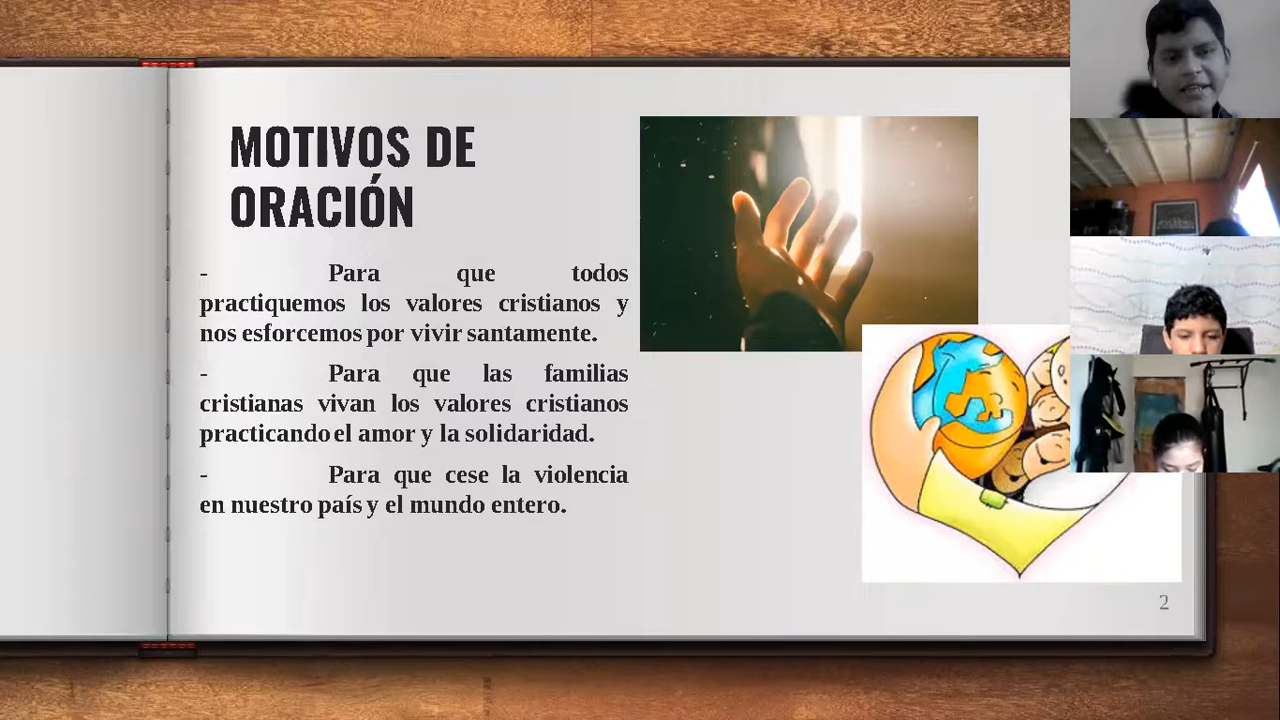 MOTIVOS DE
ORACIÓN
- Para que todos
practiquemos los valores cristianos y
nos esforcemos por vivir santamente.
- Para que las familias
cristianas vivan los valores cristianos
practicando el amor y la solidaridad.
- Para que cese la violencia
en nuestro país y el mundo entero.
2